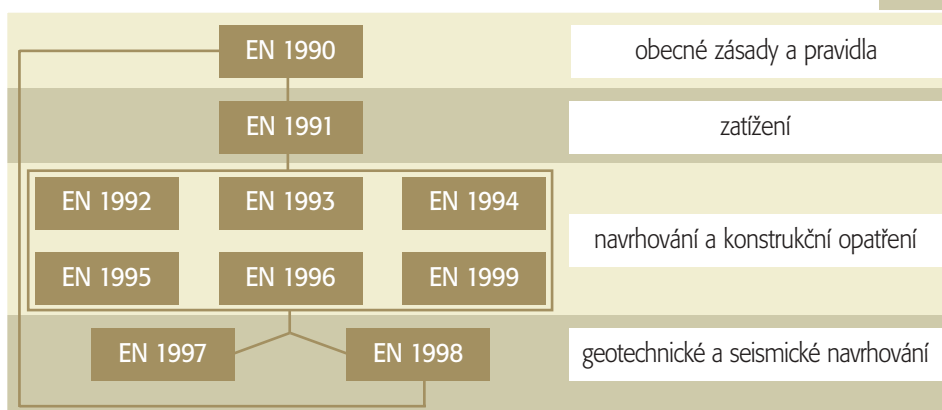 EN 1990
obecné zásady a pravidla
EN 1991
zatížení
EN 1992 EN 1993 EN 1994
navrhování a konstrukční opatření
EN 1995 EN 1996 EN 1999
EN 1997 EN 1998
geotechnické a seismické navrhování